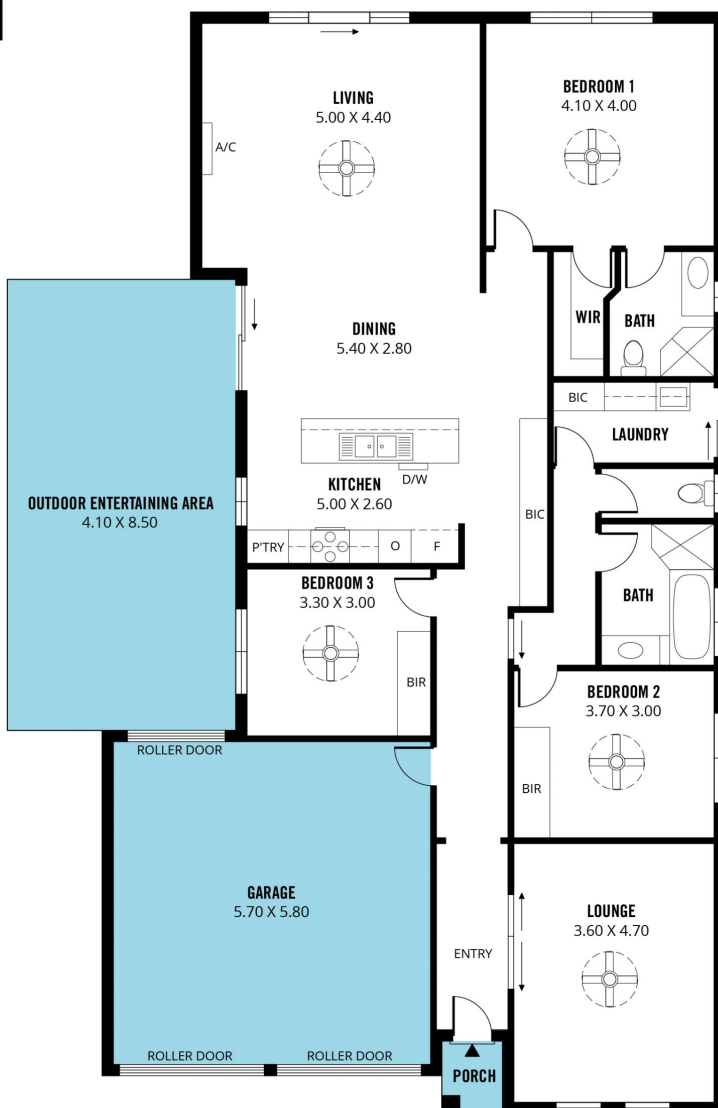 LIVING
5.00 X 4.40
BEDROOM 1
4.10 X 4.00
A/C
WIR
BATH
DINING
5.40 X 2.80
BIC
LAUNDRY
D/W
KITCHEN
5.00 X 2.60
OUTDOOR ENTERTAINING AREA
4.10 X 8.50
BIC
P'TRY
O
F
BEDROOM 3
3.30 X 3.00
BATH
BIR
BEDROOM 2
3.70 X 3.00
ROLLER DOOR
BIR
GARAGE
5.70 X 5.80
LOUNGE
3.60 X 4.70
ENTRY
ROLLER DOOR
ROLLER DOOR
PORCH